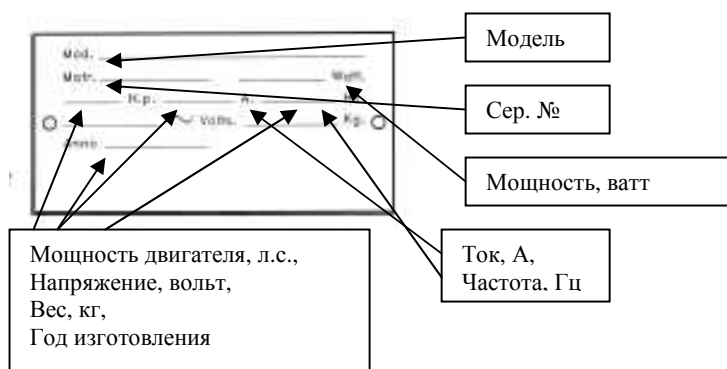 Mod.
Модель
Matr. Watt.
H.p. A. H
Сер. №
~ Volts. Kg.
Anno
Мощность, ватт
Мощность двигателя, л.с.,
Напряжение, вольт,
Вес, кг,
Год изготовления
Ток, А,
Частота, Гц